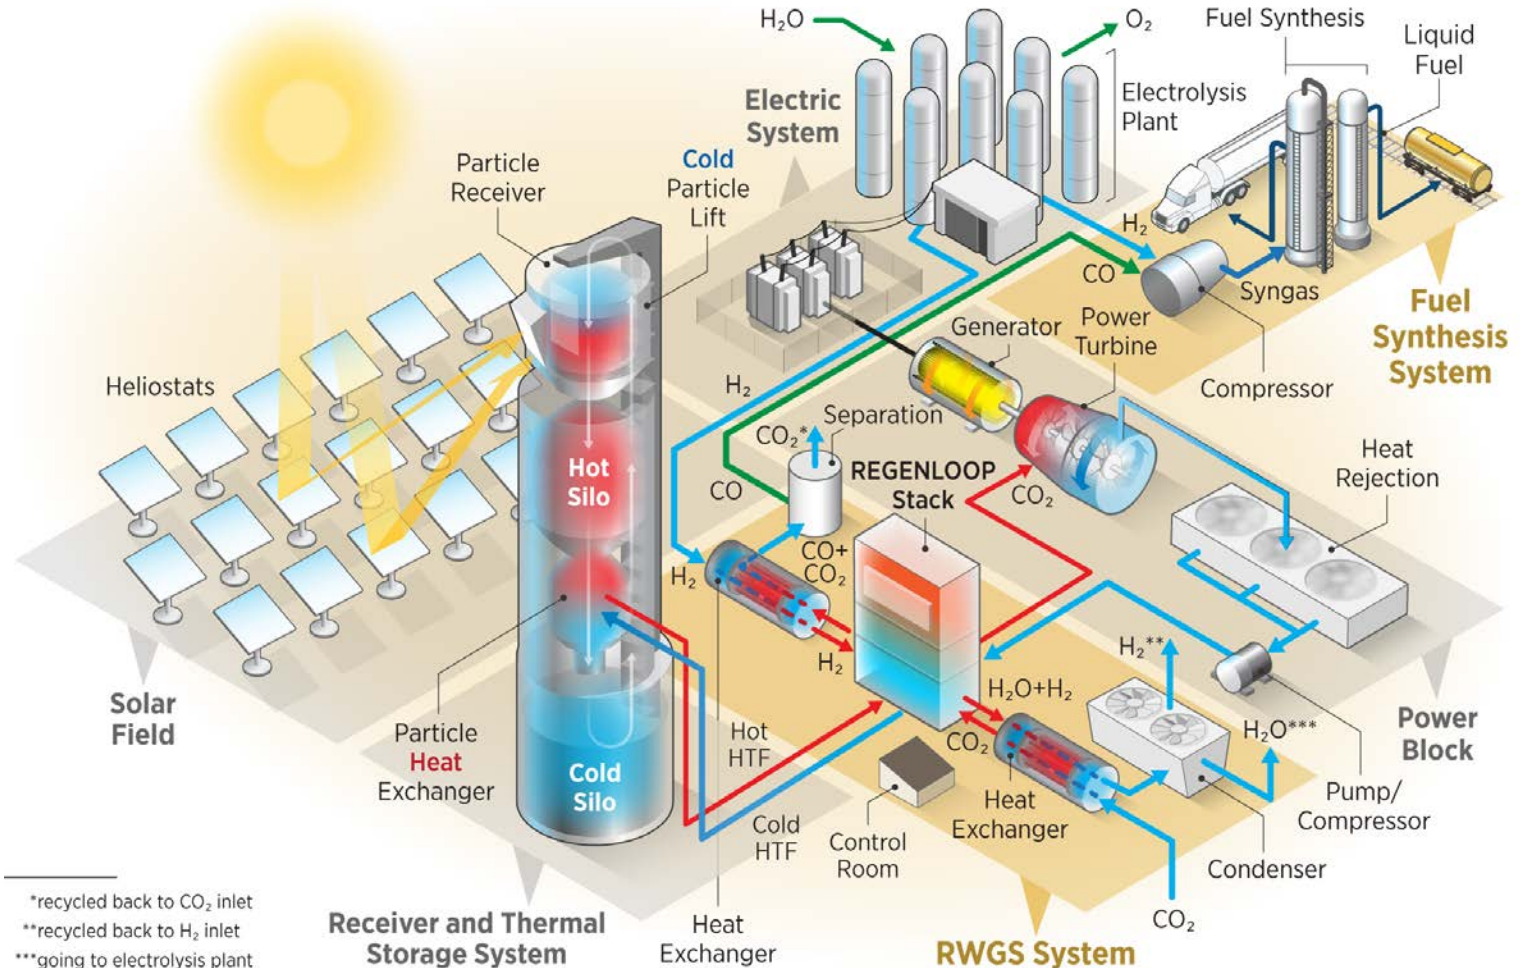 H₂O
O₂
Fuel Synthesis
Liquid
Fuel
Electrolysis
Plant
Electric
System
Particle
Receiver
Cold
Particle
Lift
H₂
CO
Syngas
Fuel
Synthesis
System
Compressor
Generator
Power
Turbine
Heliostats
H₂
Separation
CO₂*
CO
REGENLOOP
Stack
CO₂
Heat
Rejection
Hot
Silo
CO+
CO₂
H₂
H₂
H₂O+H₂
CO₂
H₂**
H₂O***
Solar
Field
Particle
Heat
Exchanger
Cold
Silo
Hot
HTF
Cold
HTF
Control
Room
Heat
Exchanger
Power
Block
Pump/
Compressor
Condenser
CO₂
Heat
Exchanger
Receiver and Thermal
Storage System
RWGS System
*recycled back to CO₂ inlet
**recycled back to H₂ inlet
***going to electrolysis plant